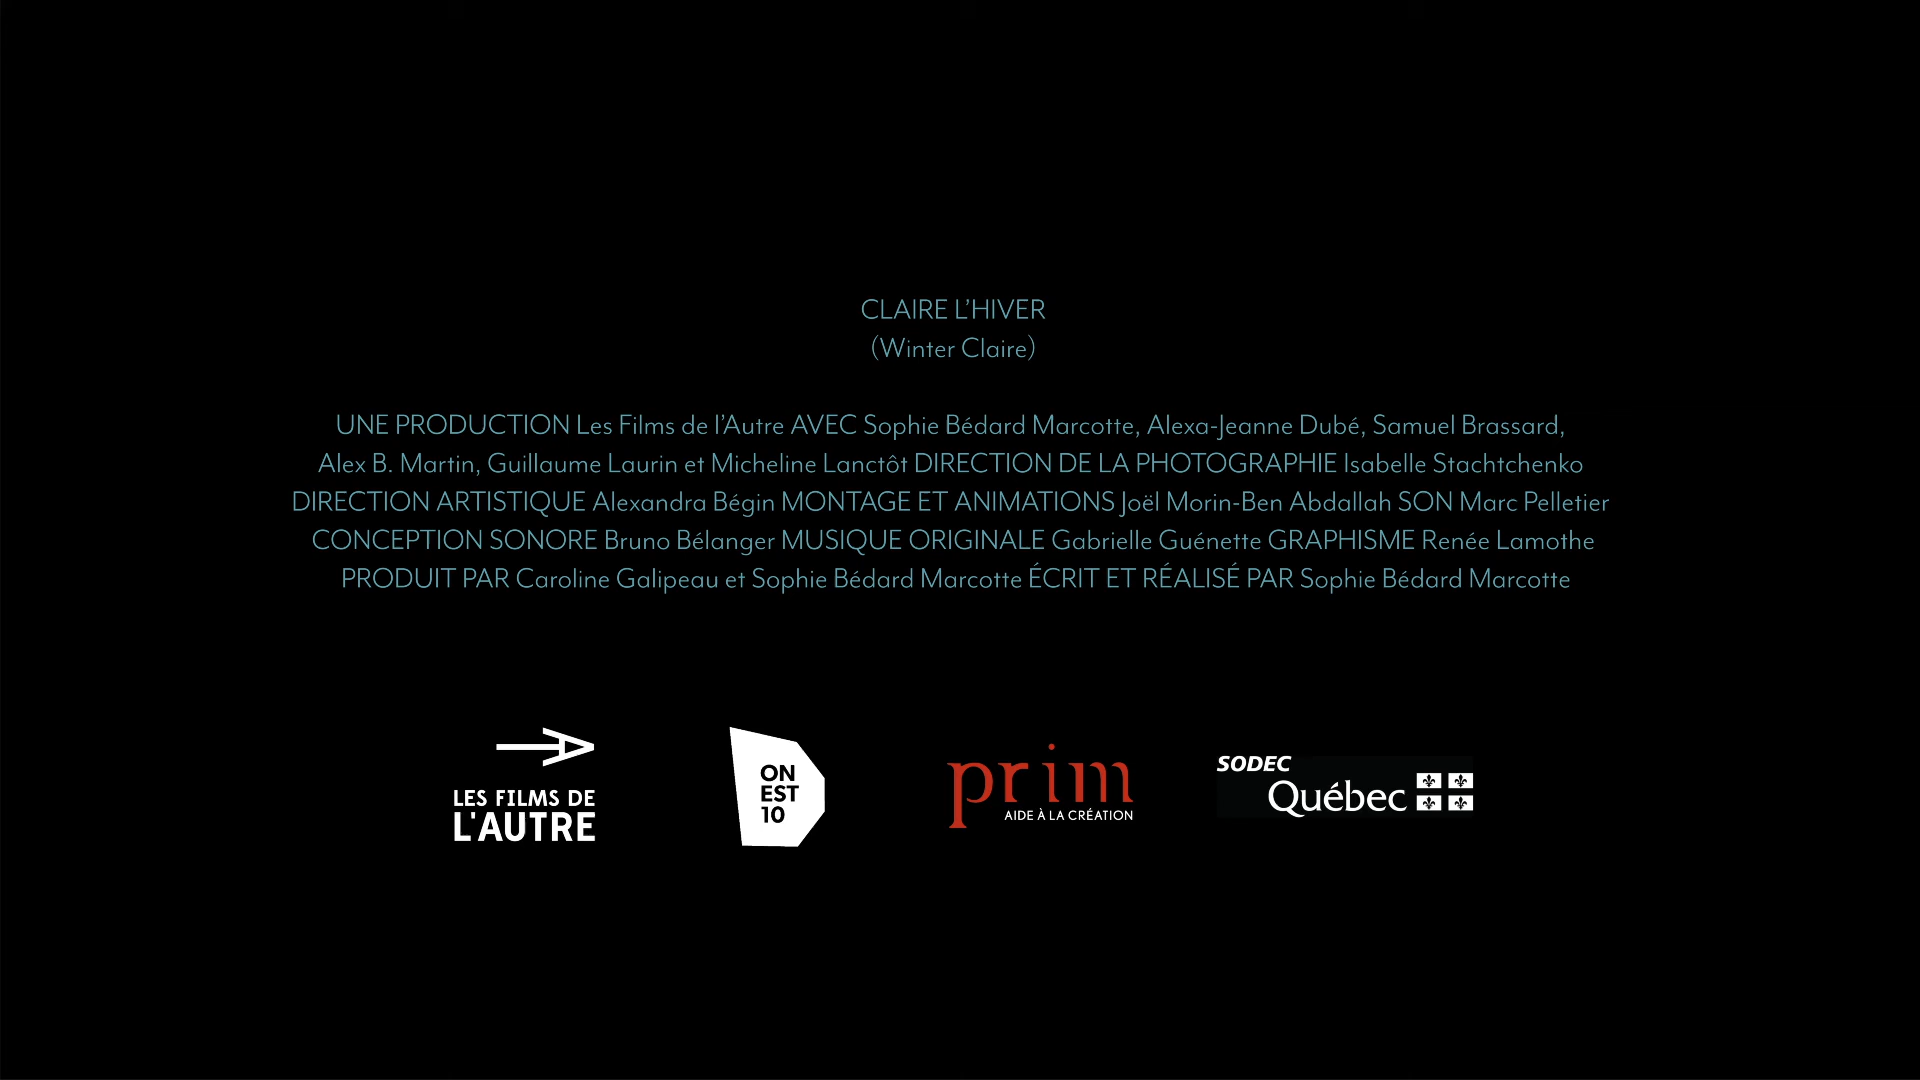 CLAIRE L’HIVER
(Winter Claire)
UNE PRODUCTION Les Films de l’Autre AVEC Sophie Bédard Marcotte, Alexa-Jeanne Dubé, Samuel Brassard,
Alex B. Martin, Guillaume Laurin et Micheline Lanctôt DIRECTION DE LA PHOTOGRAPHIE Isabelle Stachtchenko
DIRECTION ARTISTIQUE Alexandra Bégin MONTAGE ET ANIMATIONS Joël Morin-Ben Abdallah SON Marc Pelletier
CONCEPTION SONORE Bruno Bélanger MUSIQUE ORIGINALE Gabrielle Guénette GRAPHISME Renée Lamothe
PRODUIT PAR Caroline Galipeau et Sophie Bédard Marcotte ÉCRIT ET RÉALISÉ PAR Sophie Bédard Marcotte
LES FILMS DE
L'AUTRE
ON
EST
10
prim
AIDE À LA CRÉATION
SODEC
Québec